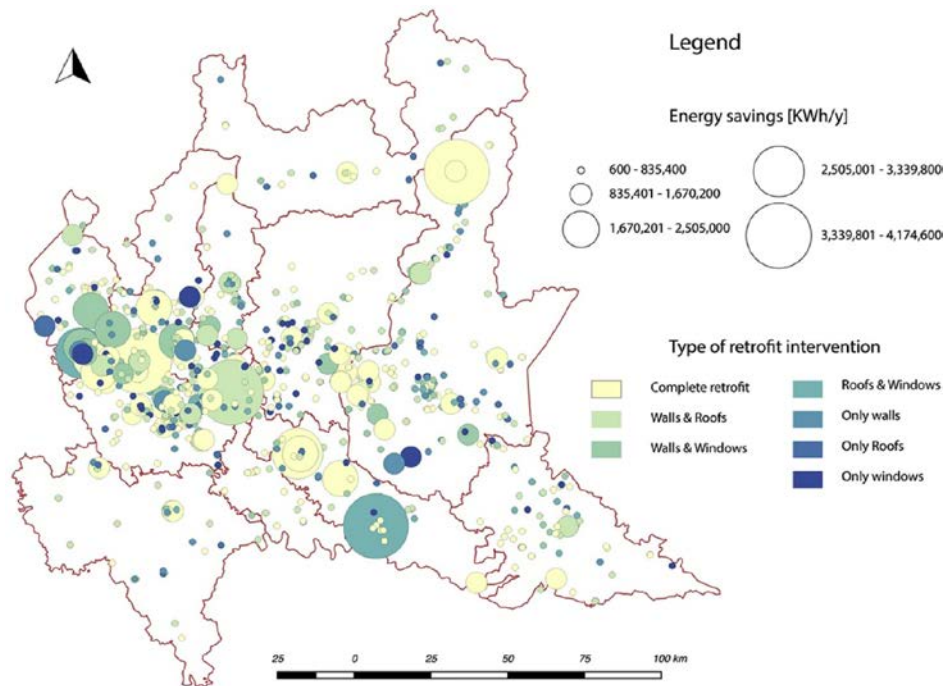 Legend
Energy savings [KWh/y]
600 - 835,400
835,401 - 1,670,200
1,670,201 - 2,505,000
2,505,001 - 3,339,800
3,339,801 - 4,174,6000
Type of retrofit intervention
Complete retrofit
Walls & Roofs
Walls & Windows
Roofs & Windows
Only walls
Only Roofs
Only windows
25 0 25 50 75 100 km